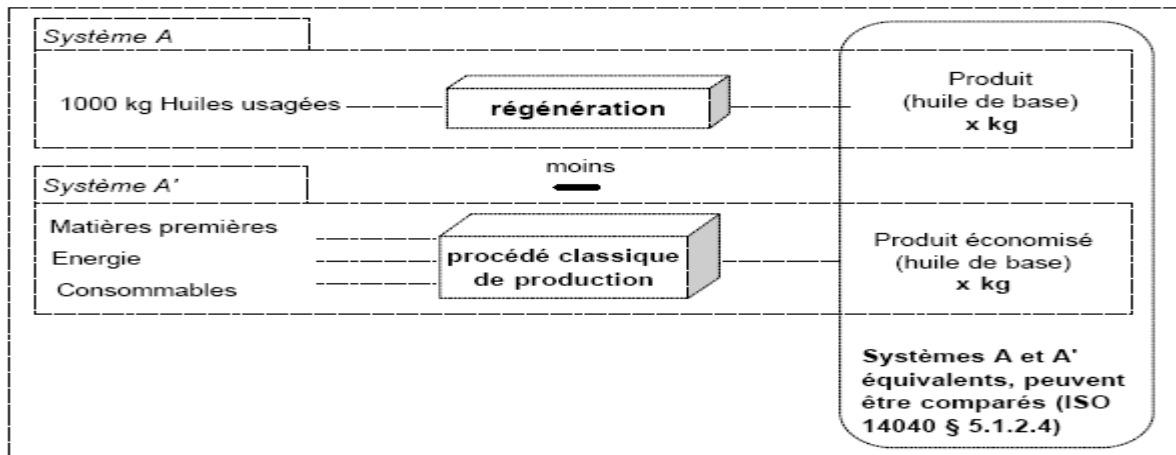 Système A
1000 kg Huiles usagées
régénération
Produit
(huile de base)
x kg
moins
Système A'
Matières premières
Energie
Consommables
procédé classique
de production
Produit économisé
(huile de base)
x kg
Systèmes A et A'
équivalents, peuvent
être comparés (ISO
14040 § 5.1.2.4)